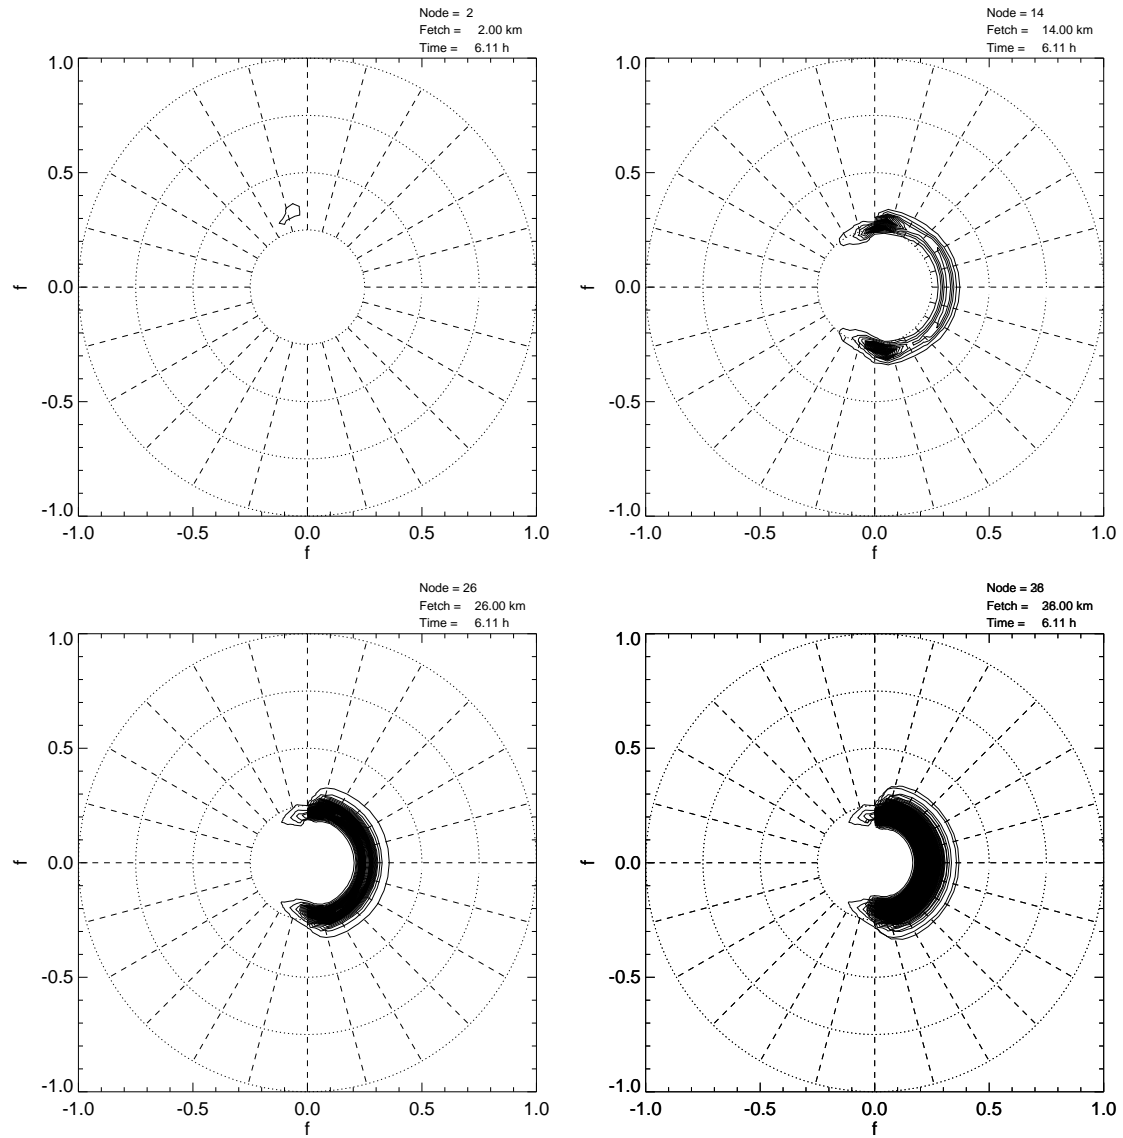 Node = 2
Fetch = 2.00 km
Time = 6.11 h
1.0
0.5
0.0
-0.5
-1.0
f
-1.0 -0.5 0.0 0.5 1.0
f
Node = 14
Fetch = 14.00 km
Time = 6.11 h
1.0
0.5
0.0
-0.5
-1.0
f
-1.0 -0.5 0.0 0.5 1.0
f
Node = 26
Fetch = 26.00 km
Time = 6.11 h
1.0
0.5
0.0
-0.5
-1.0
f
-1.0 -0.5 0.0 0.5 1.0
f
Node =
Fetch =
Time = 6.11 h
1.0
0.5
0.0
-0.5
-1.0
f
-1.0 -0.5 0.0 0.5 1.0
f